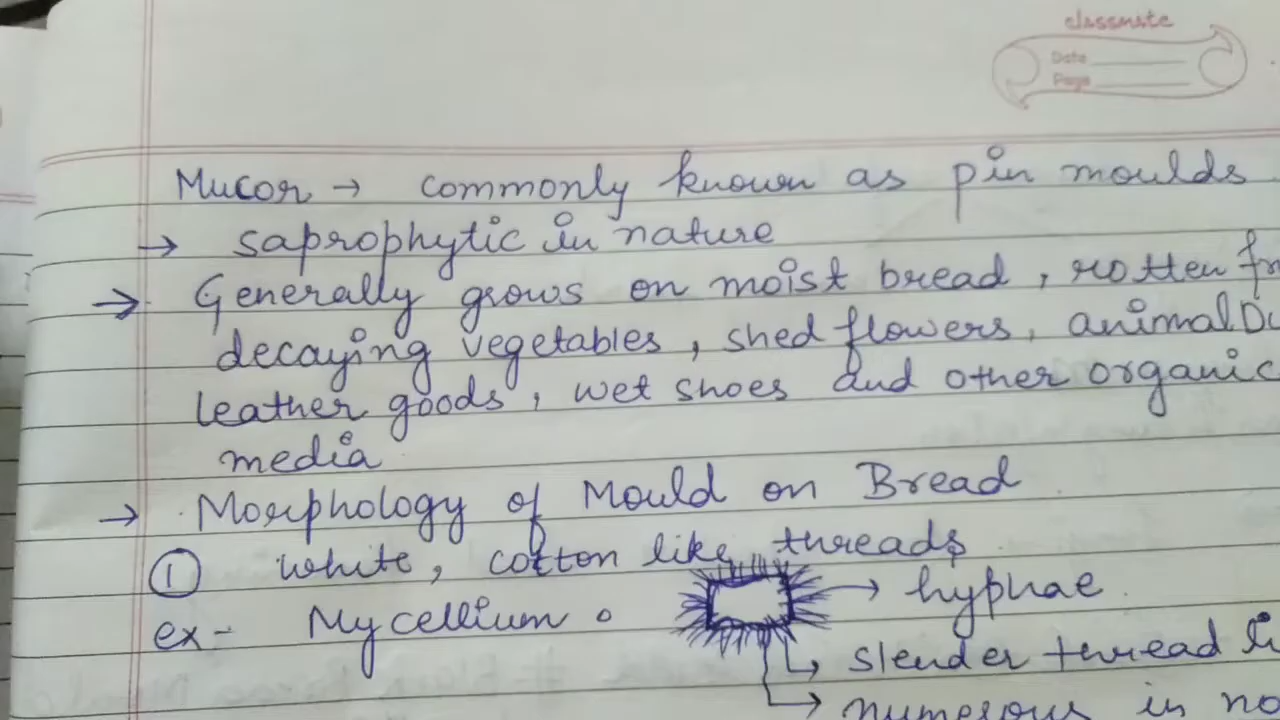 classmate
Date
Page
Mucor → commonly known as pin moulds
→ saprophytic in nature
→ Generally grows on moist bread, rotten
decaying vegetables, shed flowers, animal
leather goods, wet shoes and other organic
media
→ Morphology of Mould on Bread
① white, cotton like threads
ex- Mycellium
→ hyphae
→ slender thread
→ numerous in